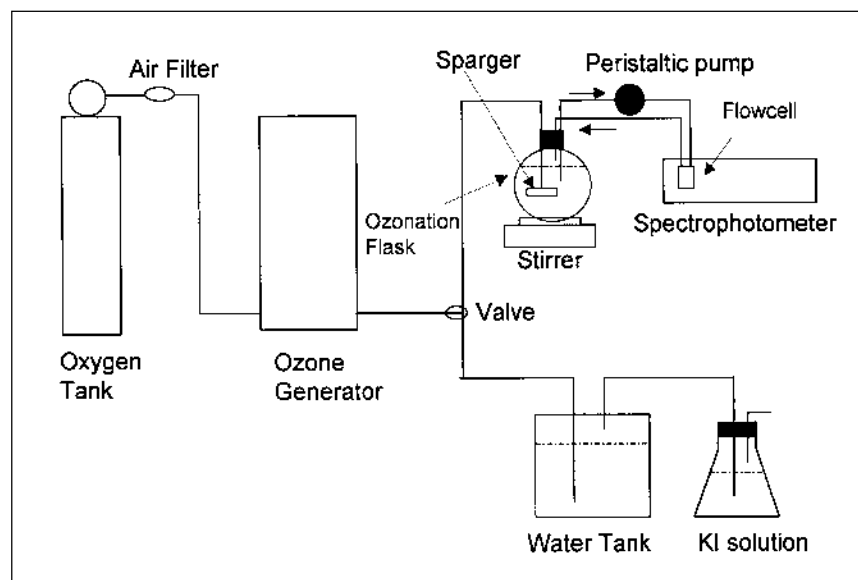 Air Filter
Sparger
Peristaltic pump
Flowcell
Ozonation
Flask
Stirrer
Spectrophotometer
Valve
Oxygen
Tank
Ozone
Generator
Water Tank
KI solution